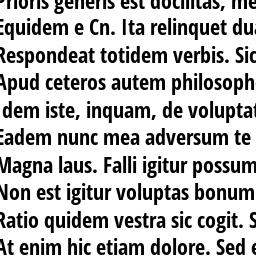 Prioris generis est docilitas, me
Equidem e Cn. Ita relinquet dua
Respondeat totidem verbis. Sic
Apud ceteros autem philosoph
dem iste, inquam, de voluptat
Eadem nunc mea adversum te
Magna laus. Falli igitur possum
Non est igitur voluptas bonum
Ratio quidem vestra sic cogit. S
At enim hic etiam dolore. Sed e